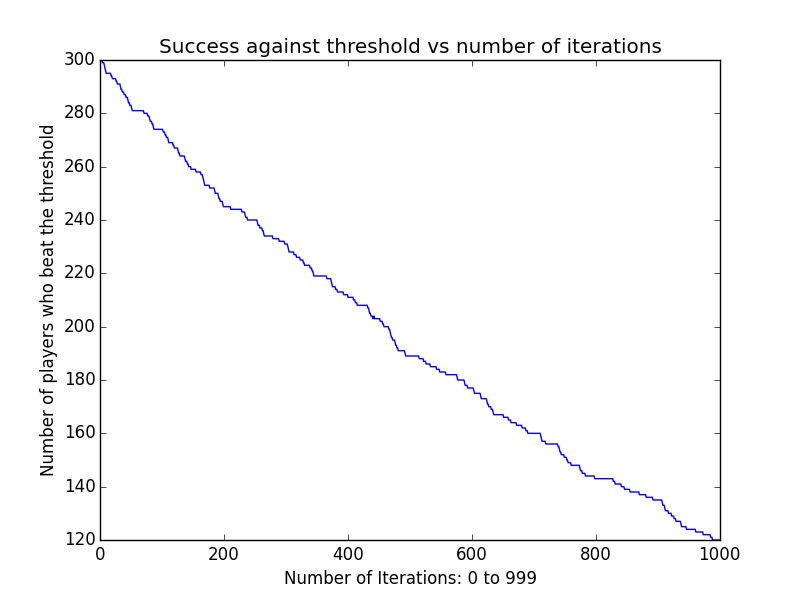 Success against threshold vs number of iterations
Number of players who beat the threshold
300
280
260
240
220
200
180
160
140
120
0 200 400 600 800 1000
Number of Iterations: 0 to 999